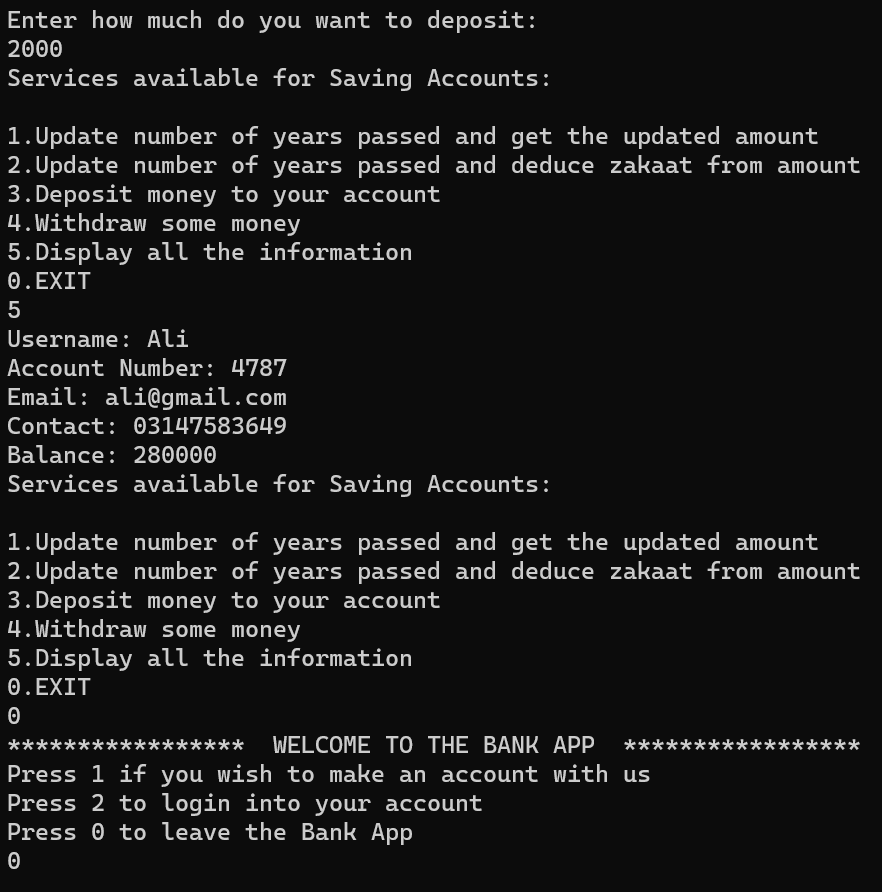 Enter how much do you want to deposit:
2000
Services available for Saving Accounts:

1.Update number of years passed and get the updated amount
2.Update number of years passed and deduce zakaat from amount
3.Deposit money to your account
4.Withdraw some money
5.Display all the information
0.EXIT
5
Username: Ali
Account Number: 4787
Email: ali@gmail.com
Contact: 03147583649
Balance: 280000
Services available for Saving Accounts:

1.Update number of years passed and get the updated amount
2.Update number of years passed and deduce zakaat from amount
3.Deposit money to your account
4.Withdraw some money
5.Display all the information
0.EXIT
0
*****************  WELCOME TO THE BANK APP  *****************
Press 1 if you wish to make an account with us
Press 2 to login into your account
Press 0 to leave the Bank App
0